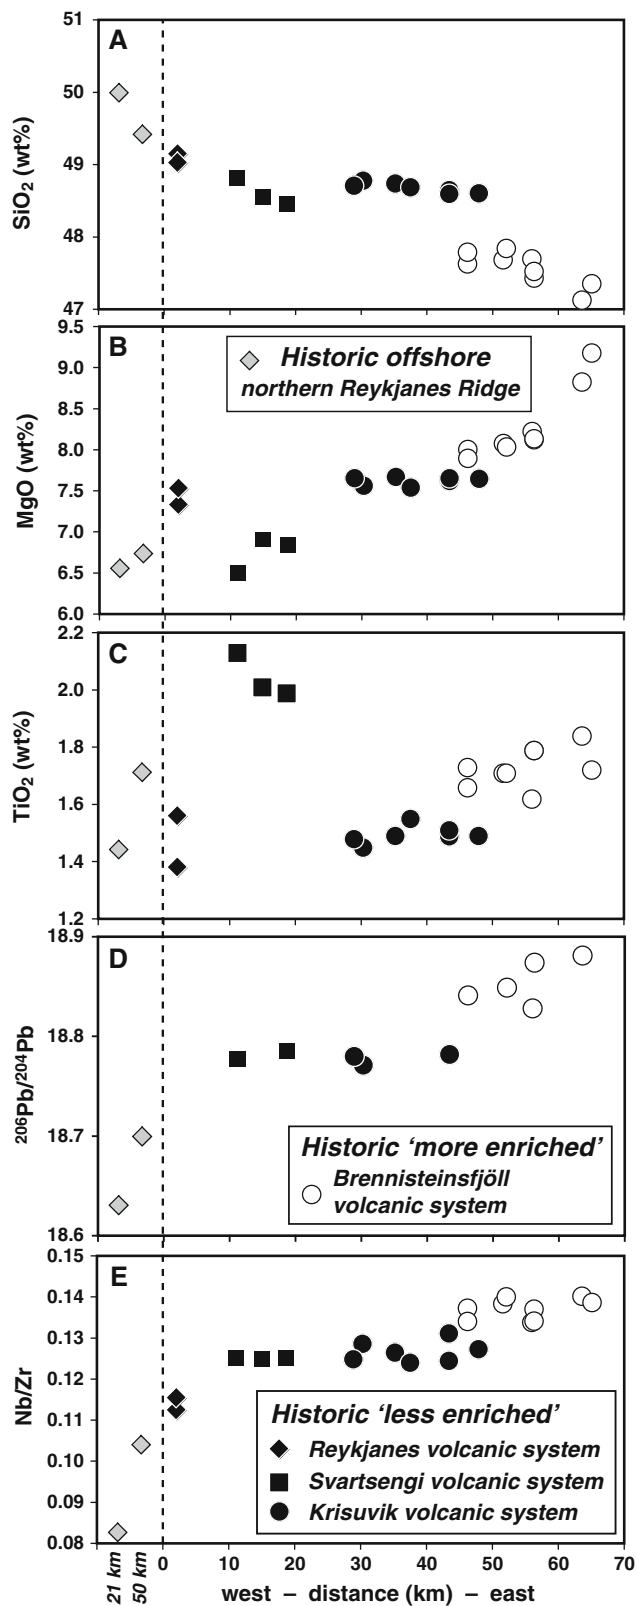 51
50
49
48
47
SiO₂ (wt%)
A
9.5
9.0
8.5
8.0
7.5
7.0
6.5
6.0
MgO (wt%)
B
Historic offshore
northern Reykjanes Ridge
2.2
2.0
1.8
1.6
1.4
1.2
TiO₂ (wt%)
C
18.9
18.8
18.7
18.6
²⁰⁶Pb/²⁰⁴Pb
D
Historic ‘more enriched’
Brennisteinsfjöll
volcanic system
0.15
0.14
0.13
0.12
0.11
0.10
0.09
0.08
Nb/Zr
E
Historic ‘less enriched’
Reykjanes volcanic system
Svartsengi volcanic system
Krisuvik volcanic system
21 km
50 km
0 10 20 30 40 50 60 70
west – distance (km) – east